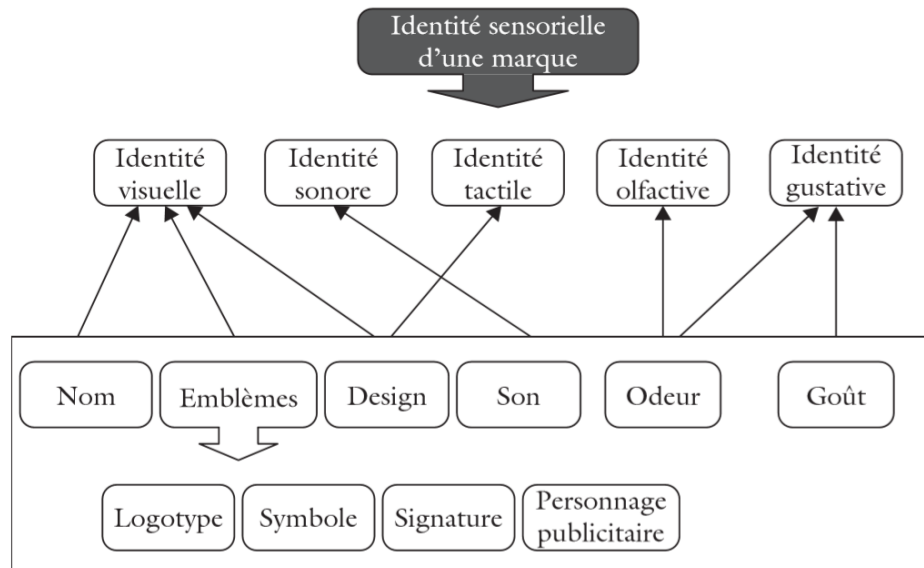 Identité sensorielle
d'une marque
Identité
visuelle
Identité
sonore
Identité
tactile
Identité
olfactive
Identité
gustative
Nom
Emblèmes
Design
Son
Odeur
Goût
Logotype
Symbole
Signature
Personnage
publicitaire